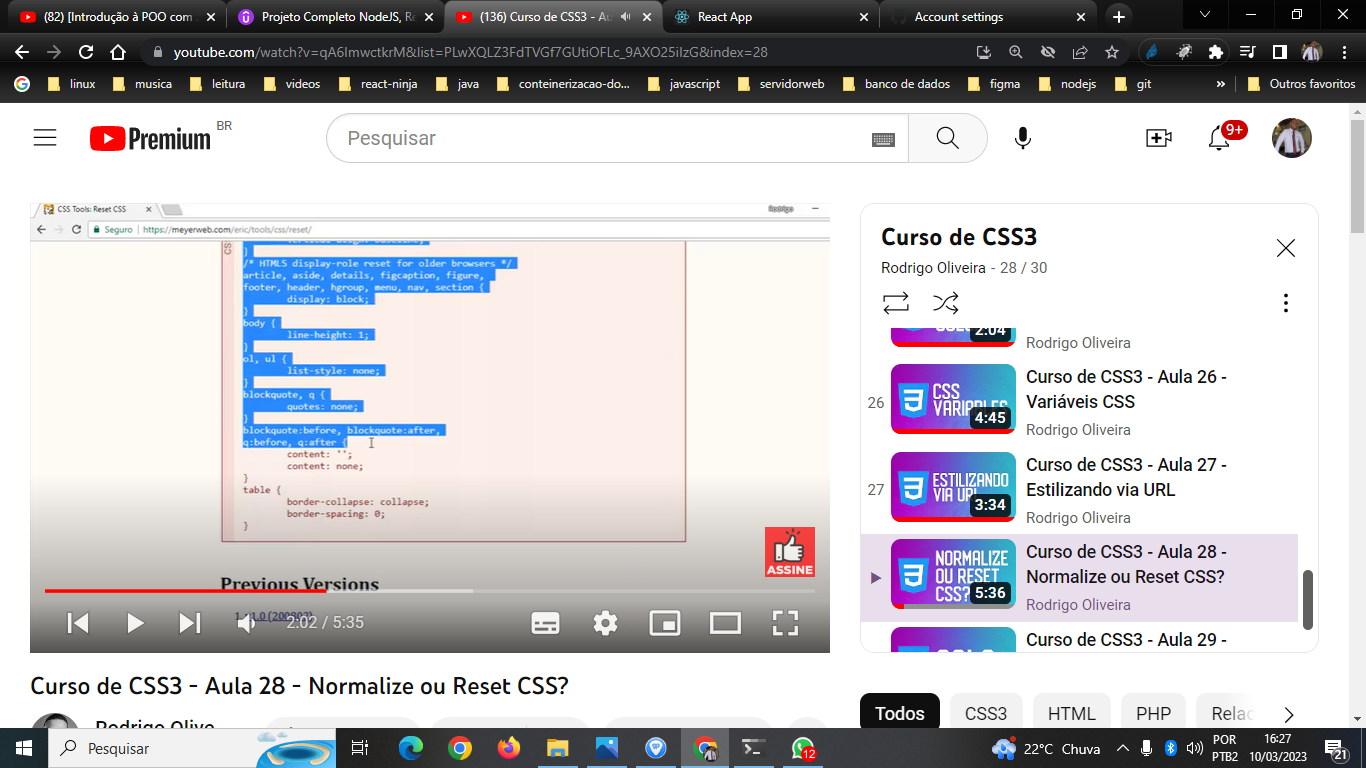 (82) [Introdução à POO com
Projeto Completo NodeJS, Re
(136) Curso de CSS3 - Au
React App
Account settings
youtube.com/watch?v=qA6ImwctkrM&list=PLwXQLZ3FdTVGf7GUtiOFLc_9AXO25iIzG&index=28
linux
musica
leitura
videos
react-ninja
java
conteinerizacao-do...
javascript
servidorweb
banco de dados
figma
nodejs
git
»
Outros favoritos
Premium
BR
Pesquisar
9+
CSS Tools: Reset CSS
Rodrigo
Seguro
https://meyerweb.com/eric/tools/css/reset/
CS
vertical-align: baseline;
}
/* HTML5 display-role reset for older browsers */
article, aside, details, figcaption, figure,
footer, header, hgroup, menu, nav, section {
display: block;
}
body {
line-height: 1;
}
ol, ul {
list-style: none;
}
blockquote, q {
quotes: none;
}
blockquote:before, blockquote:after,
q:before, q:after {
content: '';
content: none;
}
table {
border-collapse: collapse;
border-spacing: 0;
}
ASSINE
Previous Versions
2:02 / 5:35
Curso de CSS3 - Aula 28 - Normalize ou Reset CSS?
Rodrigo Olive
Curso de CSS3
Rodrigo Oliveira - 28 / 30
2:04
Rodrigo Oliveira
26
CSS
VARIABLES
4:45
Curso de CSS3 - Aula 26 -
Variáveis CSS
Rodrigo Oliveira
27
ESTILIZANDO
VIA URL
3:34
Curso de CSS3 - Aula 27 -
Estilizando via URL
Rodrigo Oliveira
NORMALIZE
OU RESET
CSS?
5:36
Curso de CSS3 - Aula 28 -
Normalize ou Reset CSS?
Rodrigo Oliveira
Curso de CSS3 - Aula 29 -
Todos
CSS3
HTML
PHP
Relac
Pesquisar
12
22°C Chuva
POR
PTB2
16:27
10/03/2023
21